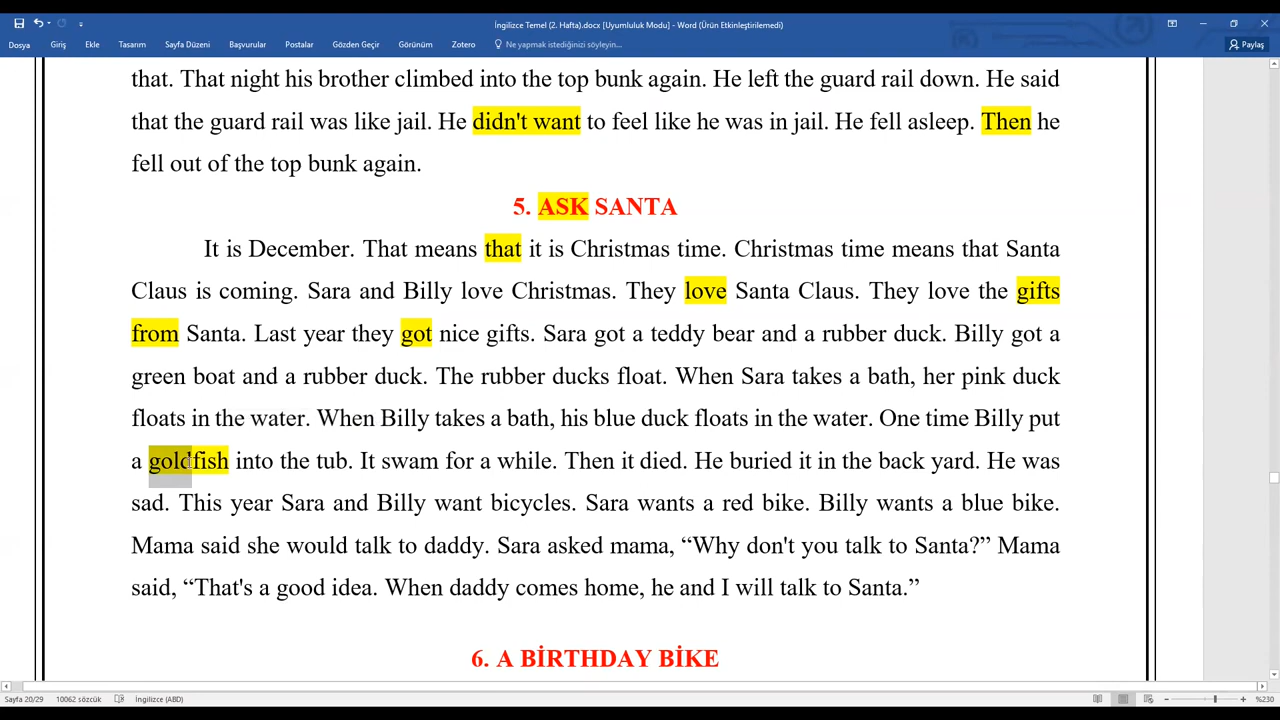 İngilizce Temel (2. Hafta).docx [Uyumluluk Modu] - Word (Ürün Etkinleştirilemedi)
Dosya Giriş Ekle Tasarım Sayfa Düzeni Başvurular Postalar Gözden Geçir Görünüm Zotero Ne yapmak istediğinizi söyleyin... Paylaş
that. That night his brother climbed into the top bunk again. He left the guard rail down. He said
that the guard rail was like jail. He didn't want to feel like he was in jail. He fell asleep. Then he
fell out of the top bunk again.
5. ASK SANTA
It is December. That means that it is Christmas time. Christmas time means that Santa
Claus is coming. Sara and Billy love Christmas. They love Santa Claus. They love the gifts
from Santa. Last year they got nice gifts. Sara got a teddy bear and a rubber duck. Billy got a
green boat and a rubber duck. The rubber ducks float. When Sara takes a bath, her pink duck
floats in the water. When Billy takes a bath, his blue duck floats in the water. One time Billy put
a goldfish into the tub. It swam for a while. Then it died. He buried it in the back yard. He was
sad. This year Sara and Billy want bicycles. Sara wants a red bike. Billy wants a blue bike.
Mama said she would talk to daddy. Sara asked mama, “Why don't you talk to Santa?” Mama
said, “That's a good idea. When daddy comes home, he and I will talk to Santa.”
6. A BİRTHDAY BİKE
Sayfa 20/29 10062 sözcük İngilizce (ABD) %230